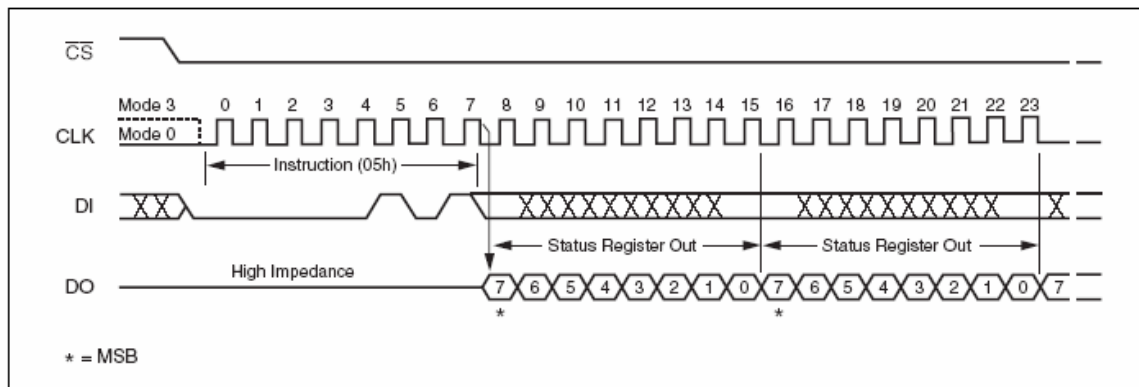 CS
Mode 3 0 1 2 3 4 5 6 7 8 9 10 11 12 13 14 15 16 17 18 19 20 21 22 23
CLK Mode 0
Instruction (05h)
DI
Status Register Out Status Register Out
High Impedance
DO 7 6 5 4 3 2 1 0 7 6 5 4 3 2 1 0 7
* *
* = MSB